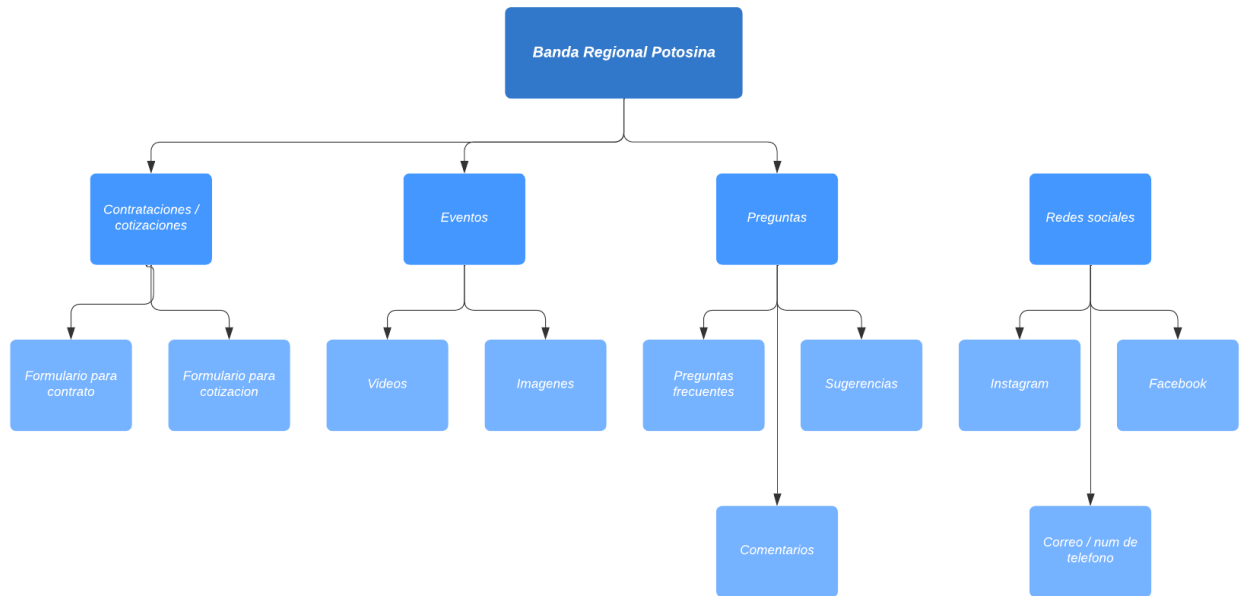 Banda Regional Potosina
Contrataciones /
cotizaciones
Eventos
Preguntas
Redes sociales
Formulario para
contrato
Formulario para
cotizacion
Videos
Imagenes
Preguntas
frecuentes
Sugerencias
Instagram
Facebook
Comentarios
Correo / num de
telefono